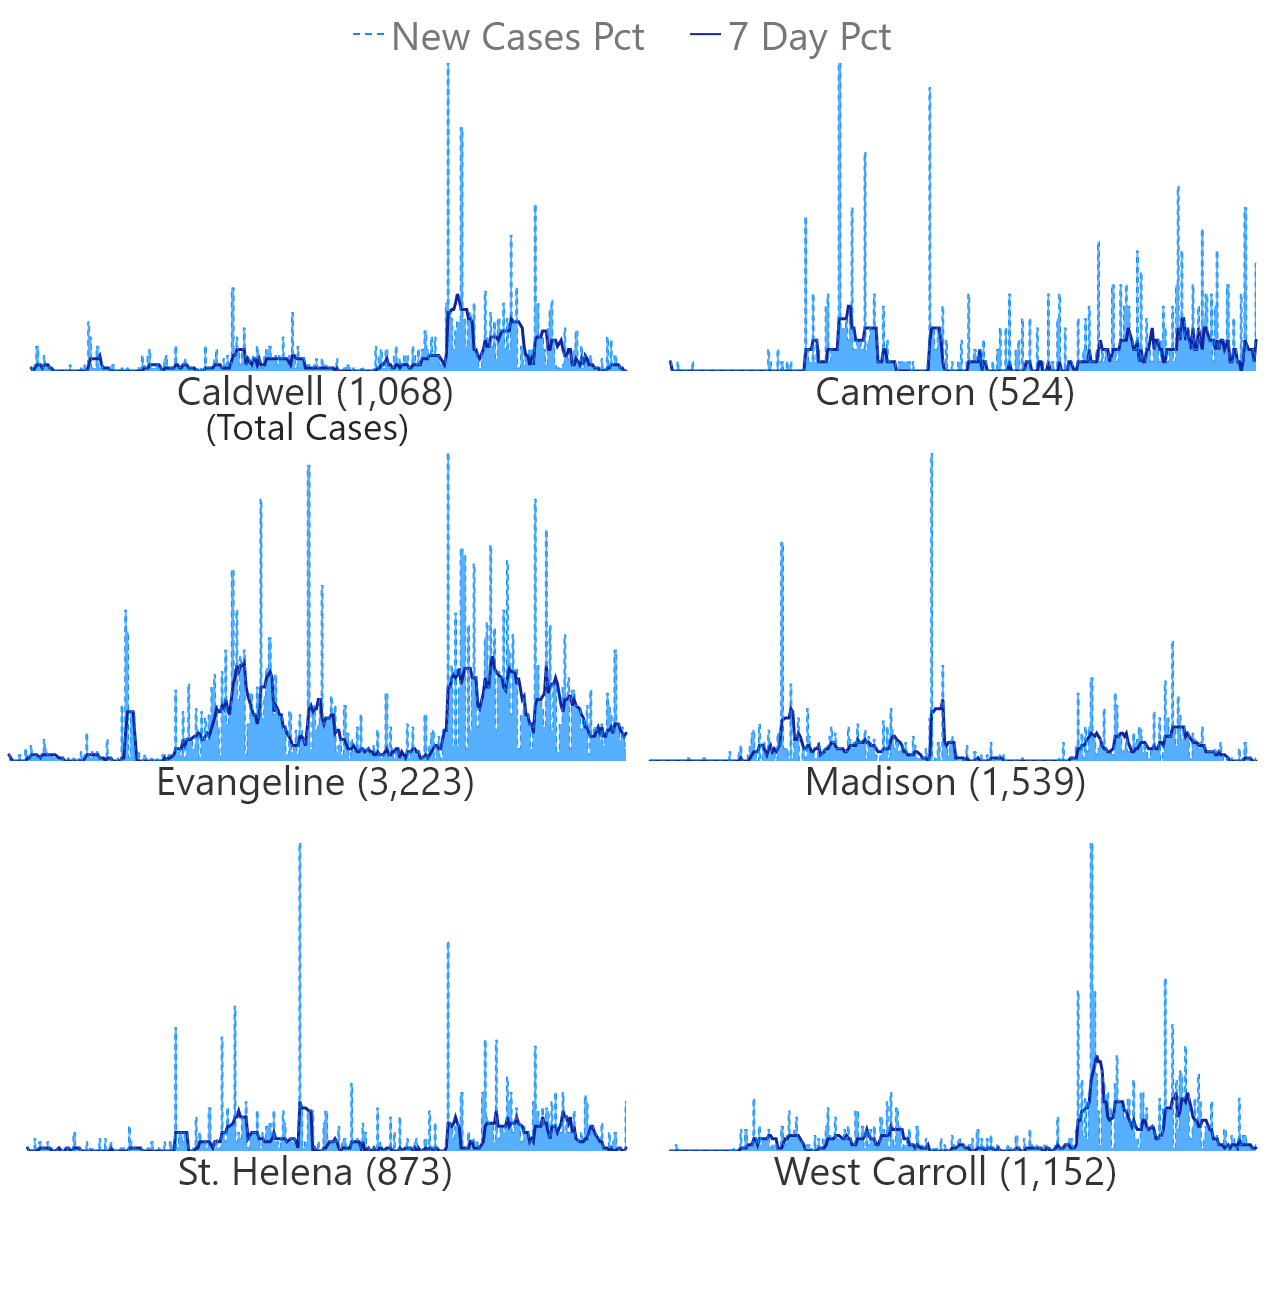 New Cases Pct 7 Day Pct
Caldwell (1,068) Cameron (524)
(Total Cases)
Evangeline (3,223) Madison (1,539)
St. Helena (873) West Carroll (1,152)